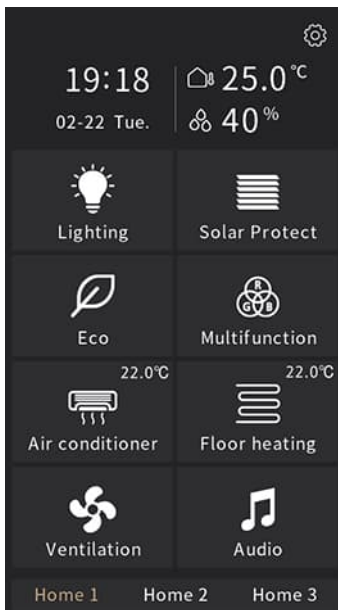 19:18
25.0 ℃
02-22 Tue.
40 %
Lighting
Solar Protect
Eco
R
G B
Multifunction
22.0℃
22.0℃
Air conditioner
Floor heating
Ventilation
Audio
Home 1
Home 2
Home 3